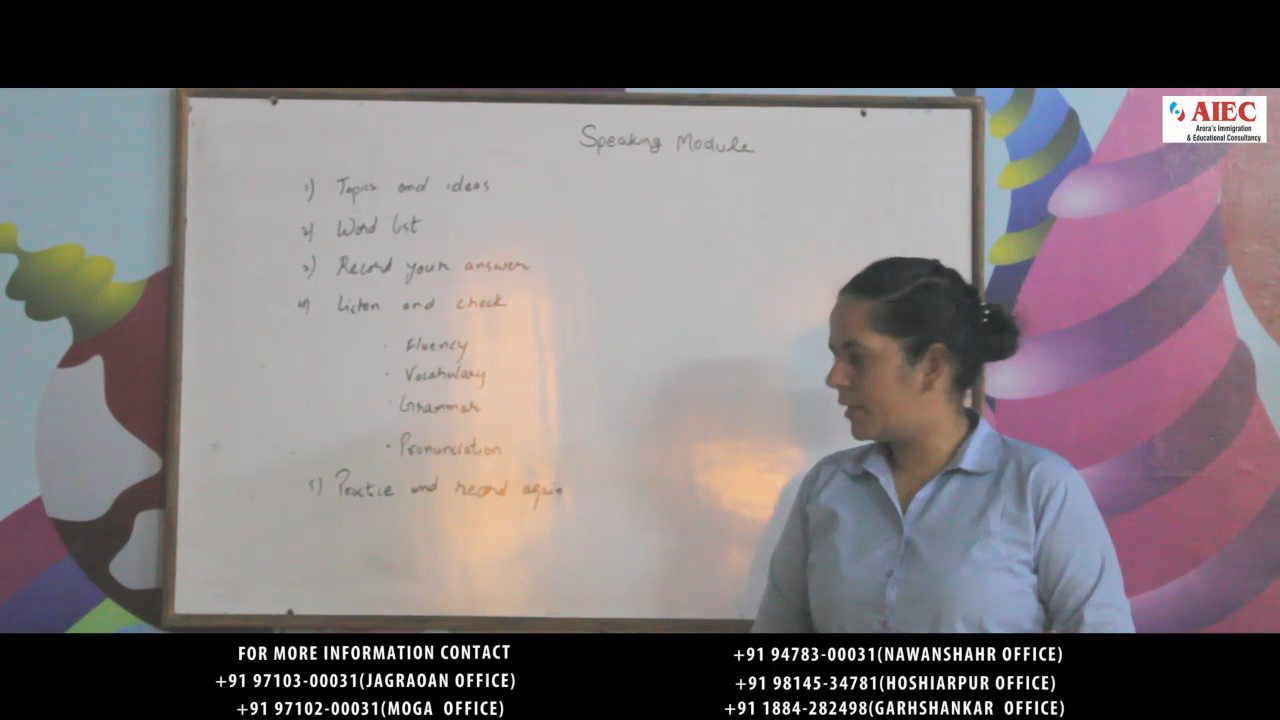 AIEC
Arora's Immigration
& Educational Consultancy
Speaking Module
1) Topics and ideas
2) Word list
3) Record your answer
4) Listen and check
· Fluency
· Vocabulary
· Grammar
· Pronunciation
5) Practice and record again
FOR MORE INFORMATION CONTACT
+91 97103-00031(JAGRAOAN OFFICE)
+91 97102-00031(MOGA OFFICE)
+91 94783-00031(NAWANSHAHR OFFICE)
+91 98145-34781(HOSHIARPUR OFFICE)
+91 1884-282498(GARHSHANKAR OFFICE)